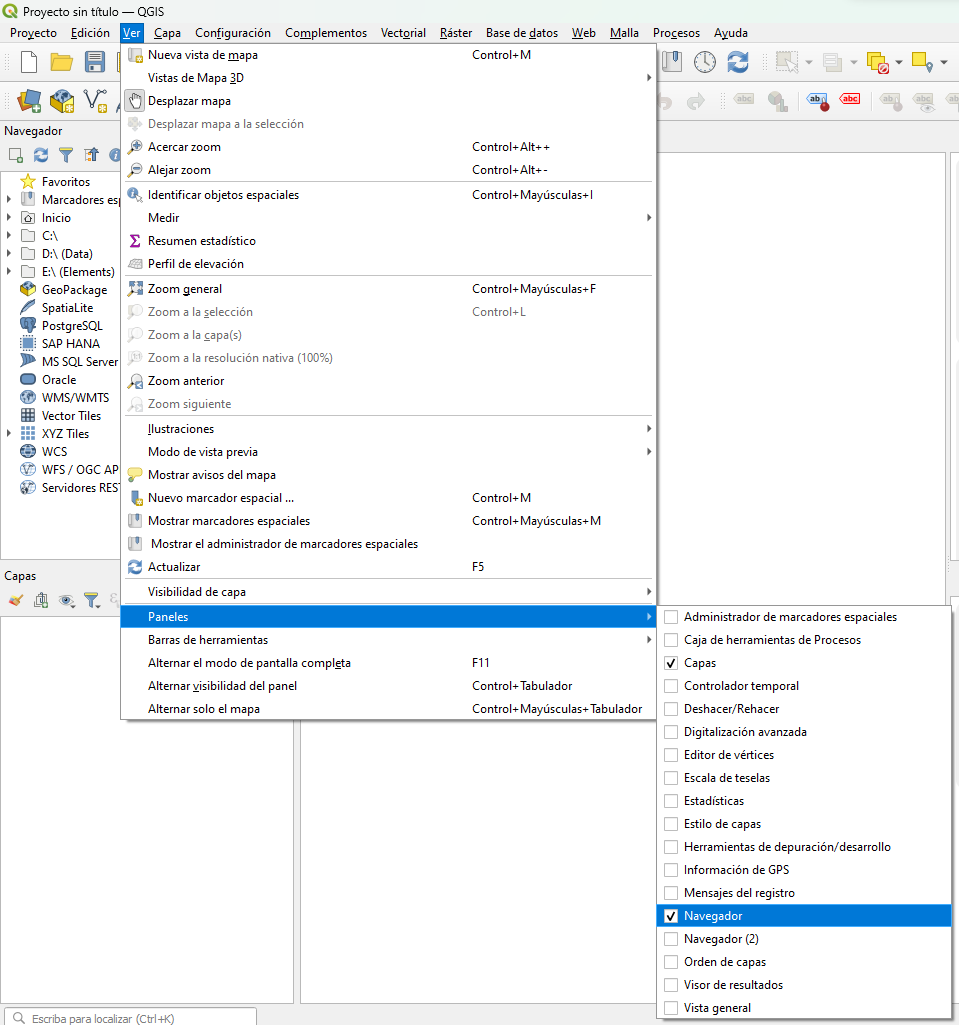 Proyecto sin título — QGIS
Proyecto Edición Ver Capa Configuración Complementos Vectorial Ráster Base de datos Web Malla Procesos Ayuda
Nueva vista de mapa Control+M
Vistas de Mapa 3D
Desplazar mapa
Desplazar mapa a la selección
Acercar zoom Control+Alt++
Alejar zoom Control+Alt+-
Identificar objetos espaciales Control+Mayúsculas+I
Medir
Resumen estadístico
Perfil de elevación
Zoom general Control+Mayúsculas+F
Zoom a la selección Control+L
Zoom a la capa(s)
Zoom a la resolución nativa (100%)
Zoom anterior
Zoom siguiente
Ilustraciones
Modo de vista previa
Mostrar avisos del mapa
Nuevo marcador espacial ... Control+M
Mostrar marcadores espaciales Control+Mayúsculas+M
Mostrar el administrador de marcadores espaciales
Actualizar F5
Visibilidad de capa
Paneles
Barras de herramientas
Alternar el modo de pantalla completa F11
Alternar visibilidad del panel Control+Tabulador
Alternar solo el mapa Control+Mayúsculas+Tabulador
Administrador de marcadores espaciales
Caja de herramientas de Procesos
Capas
Controlador temporal
Deshacer/Rehacer
Digitalización avanzada
Editor de vértices
Escala de teselas
Estadísticas
Estilo de capas
Herramientas de depuración/desarrollo
Información de GPS
Mensajes del registro
Navegador
Navegador (2)
Orden de capas
Visor de resultados
Vista general
abc
ab
abc
ab
abc
Navegador
Favoritos
Marcadores es
Inicio
C:\
D:\ (Data)
E:\ (Elements)
GeoPackage
SpatiaLite
PostgreSQL
SAP HANA
MS SQL Server
Oracle
WMS/WMTS
Vector Tiles
XYZ Tiles
WCS
WFS / OGC AP
Servidores REST
Capas
Escriba para localizar (Ctrl+K)